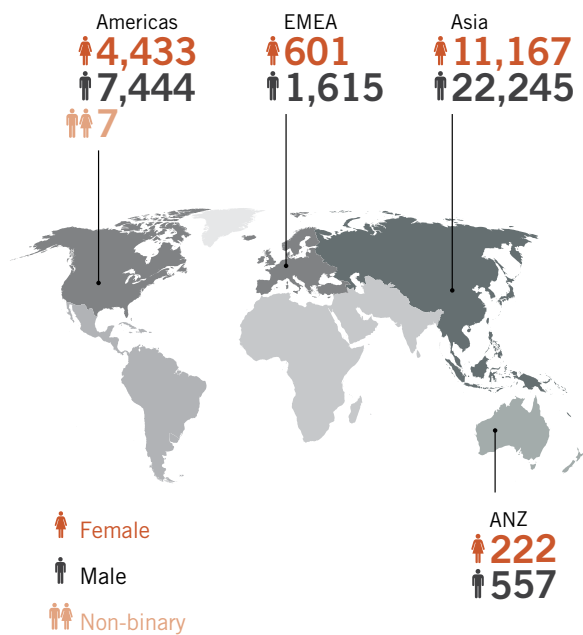 Americas
4,433
7,444
7
EMEA
601
1,615
Asia
11,167
22,245
ANZ
222
557
Female
Male
Non-binary